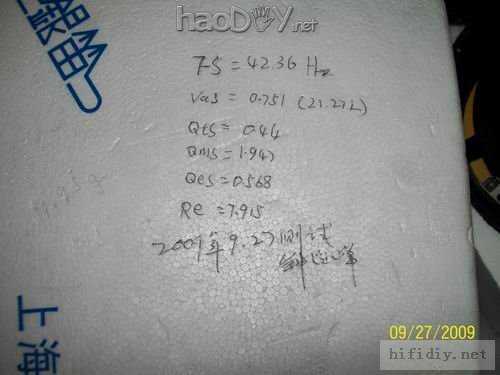 haoDIY.net
银
FS = 42.36 Hz
Vas = 0.751 (21.27L)
Qts = 0.44
Qms = 1.947
Qes = 0.568
Re = 7.915
2009年9.27测试
上海
09/27/2009
hifidiy.net